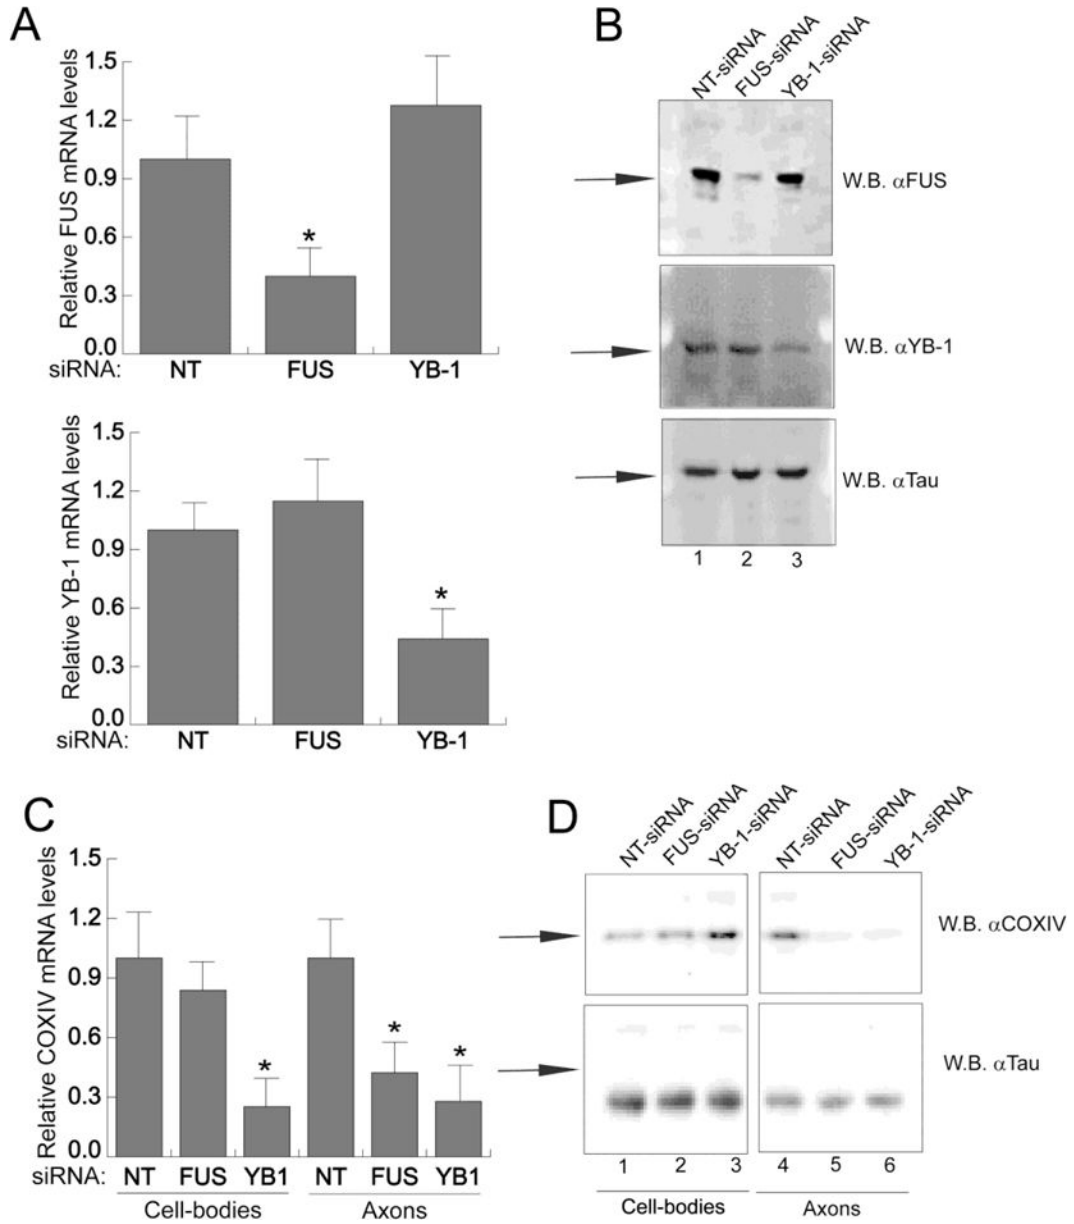 A
Relative FUS mRNA levels
1.5
1.2
0.9
0.6
0.3
0.0
*
siRNA: NT FUS YB-1
Relative YB-1 mRNA levels
1.5
1.2
0.9
0.6
0.3
0.0
*
siRNA: NT FUS YB-1
B
NT-siRNA FUS-siRNA YB-1-siRNA
W.B. αFUS
W.B. αYB-1
W.B. αTau
1 2 3
C
Relative COXIV mRNA levels
1.5
1.2
0.9
0.6
0.3
0.0
* * *
siRNA: NT FUS YB1 NT FUS YB1
Cell-bodies Axons
D
NT-siRNA FUS-siRNA YB-1-siRNA NT-siRNA FUS-siRNA YB-1-siRNA
W.B. αCOXIV
W.B. αTau
1 2 3 4 5 6
Cell-bodies Axons